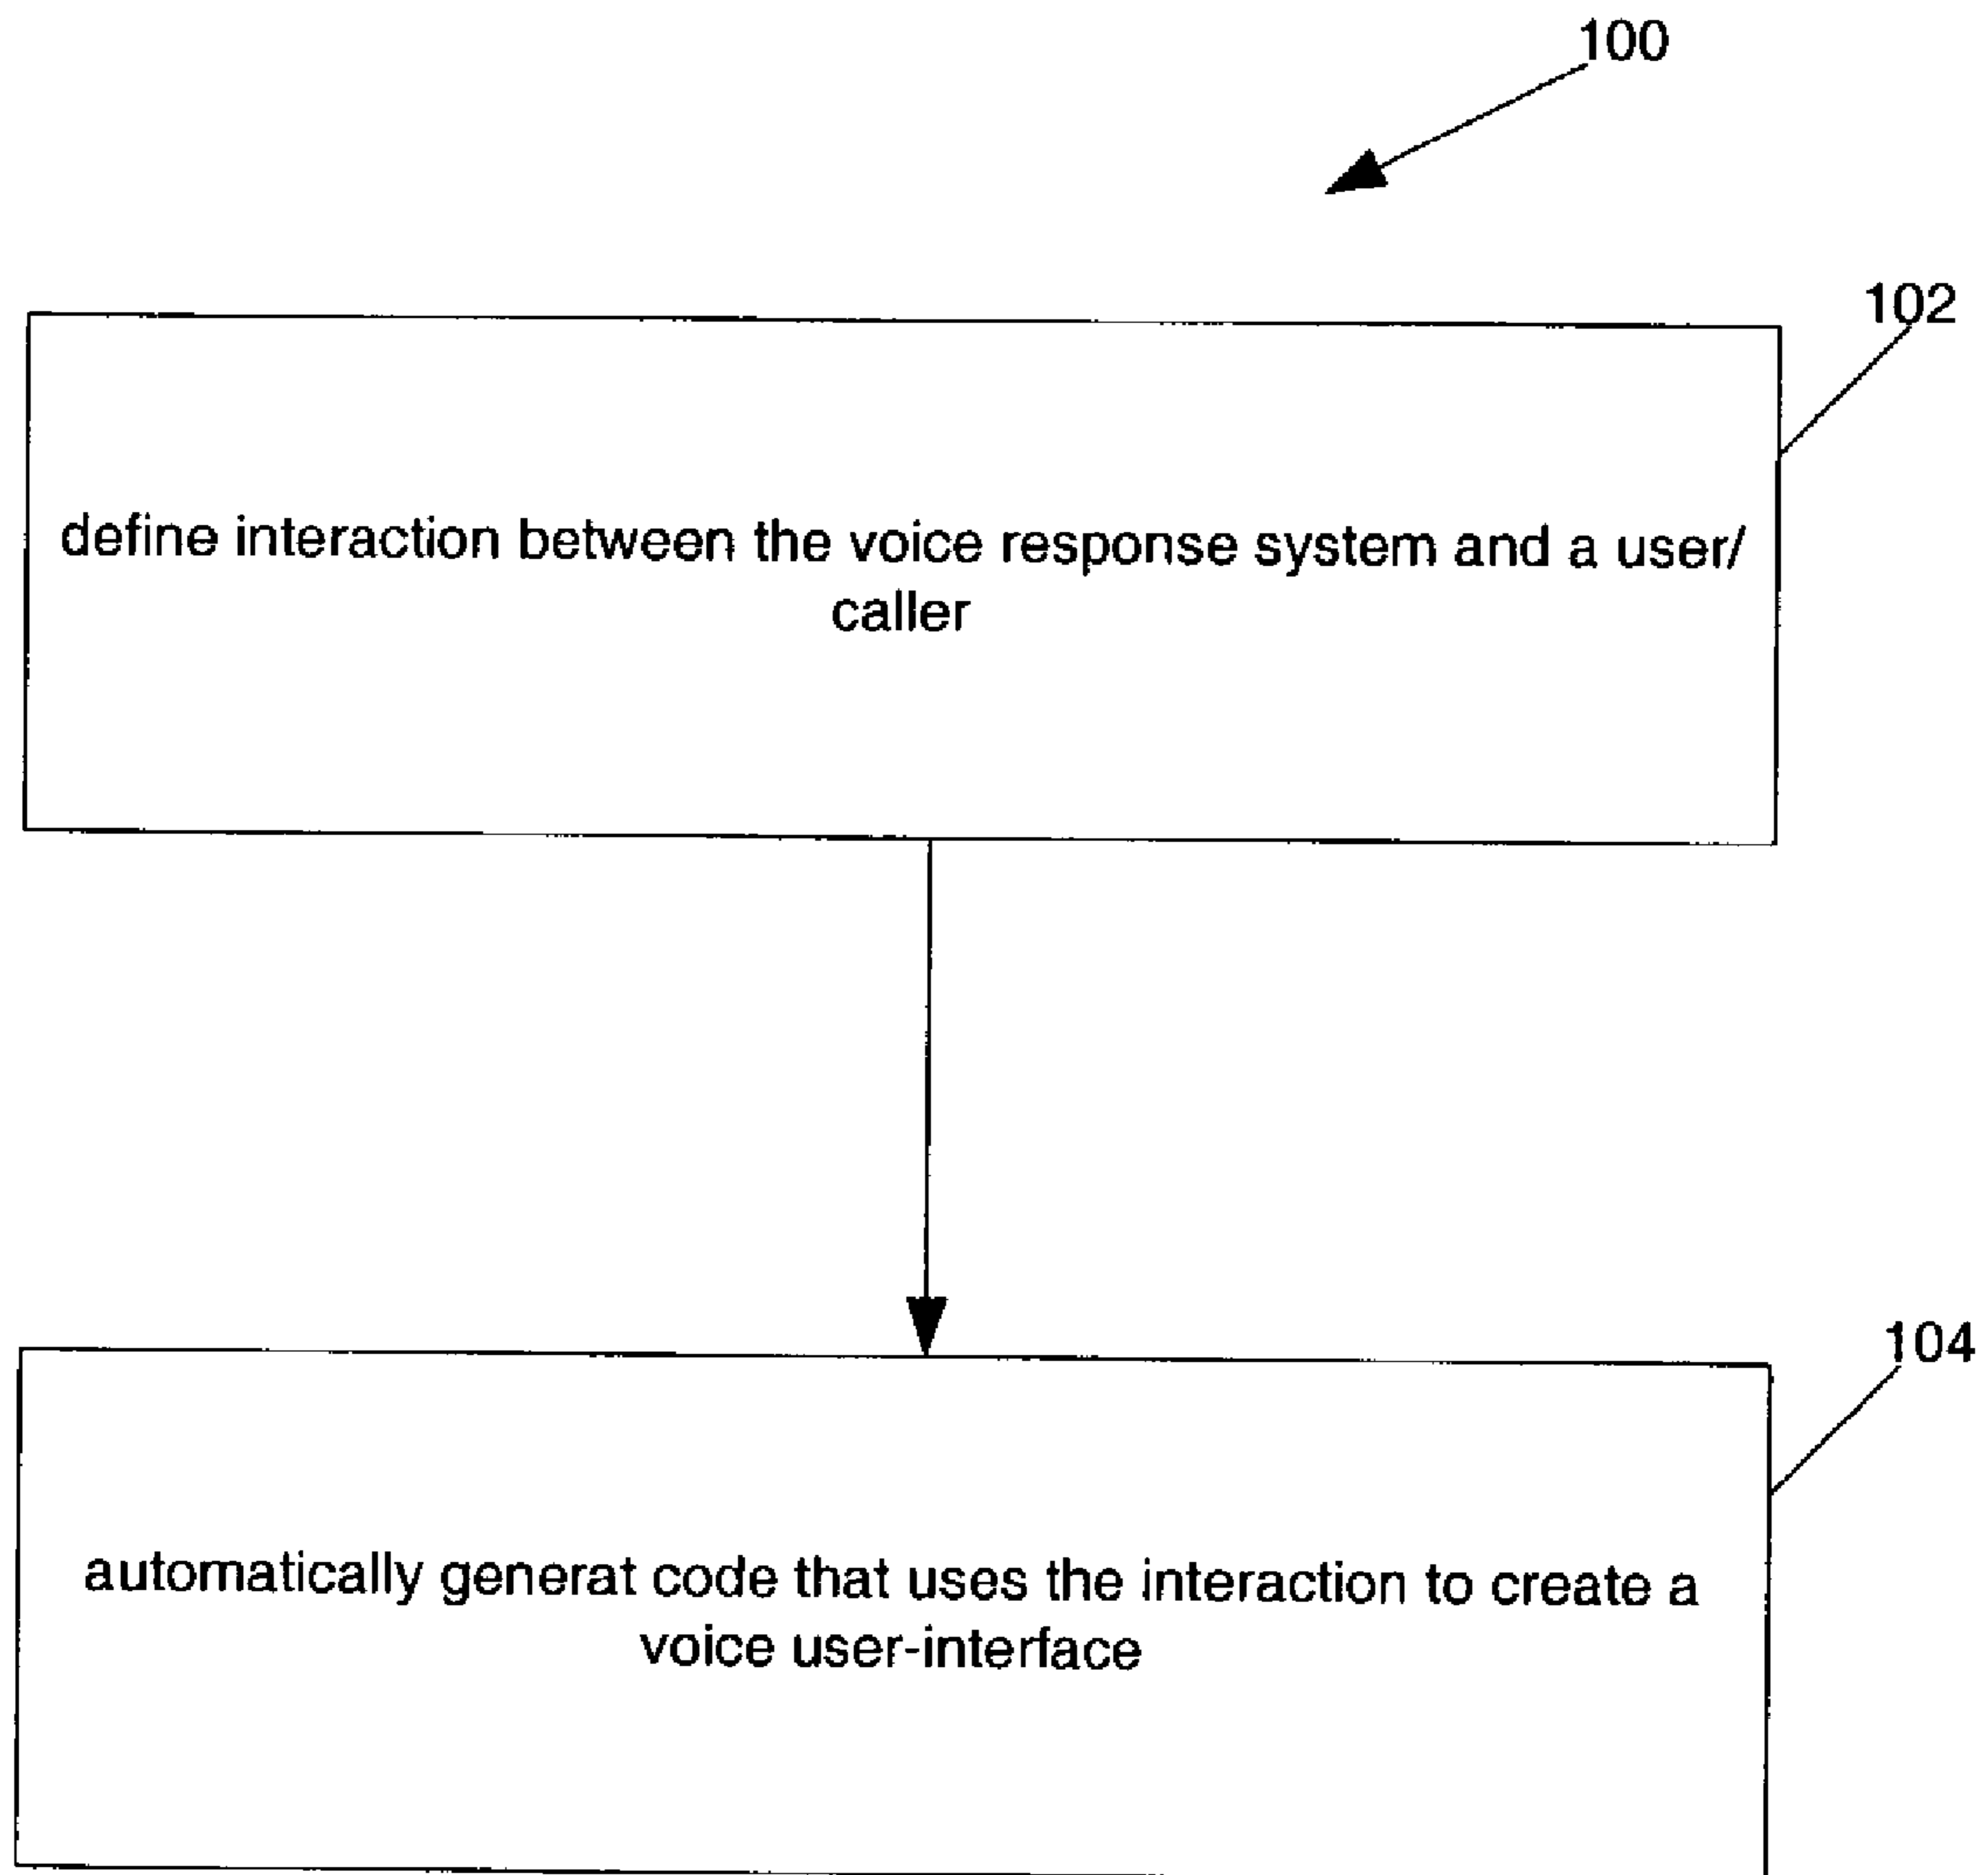 100
102
define interaction between the voice response system and a user/
caller
104
automatically generat code that uses the interaction to create a
voice user-interface